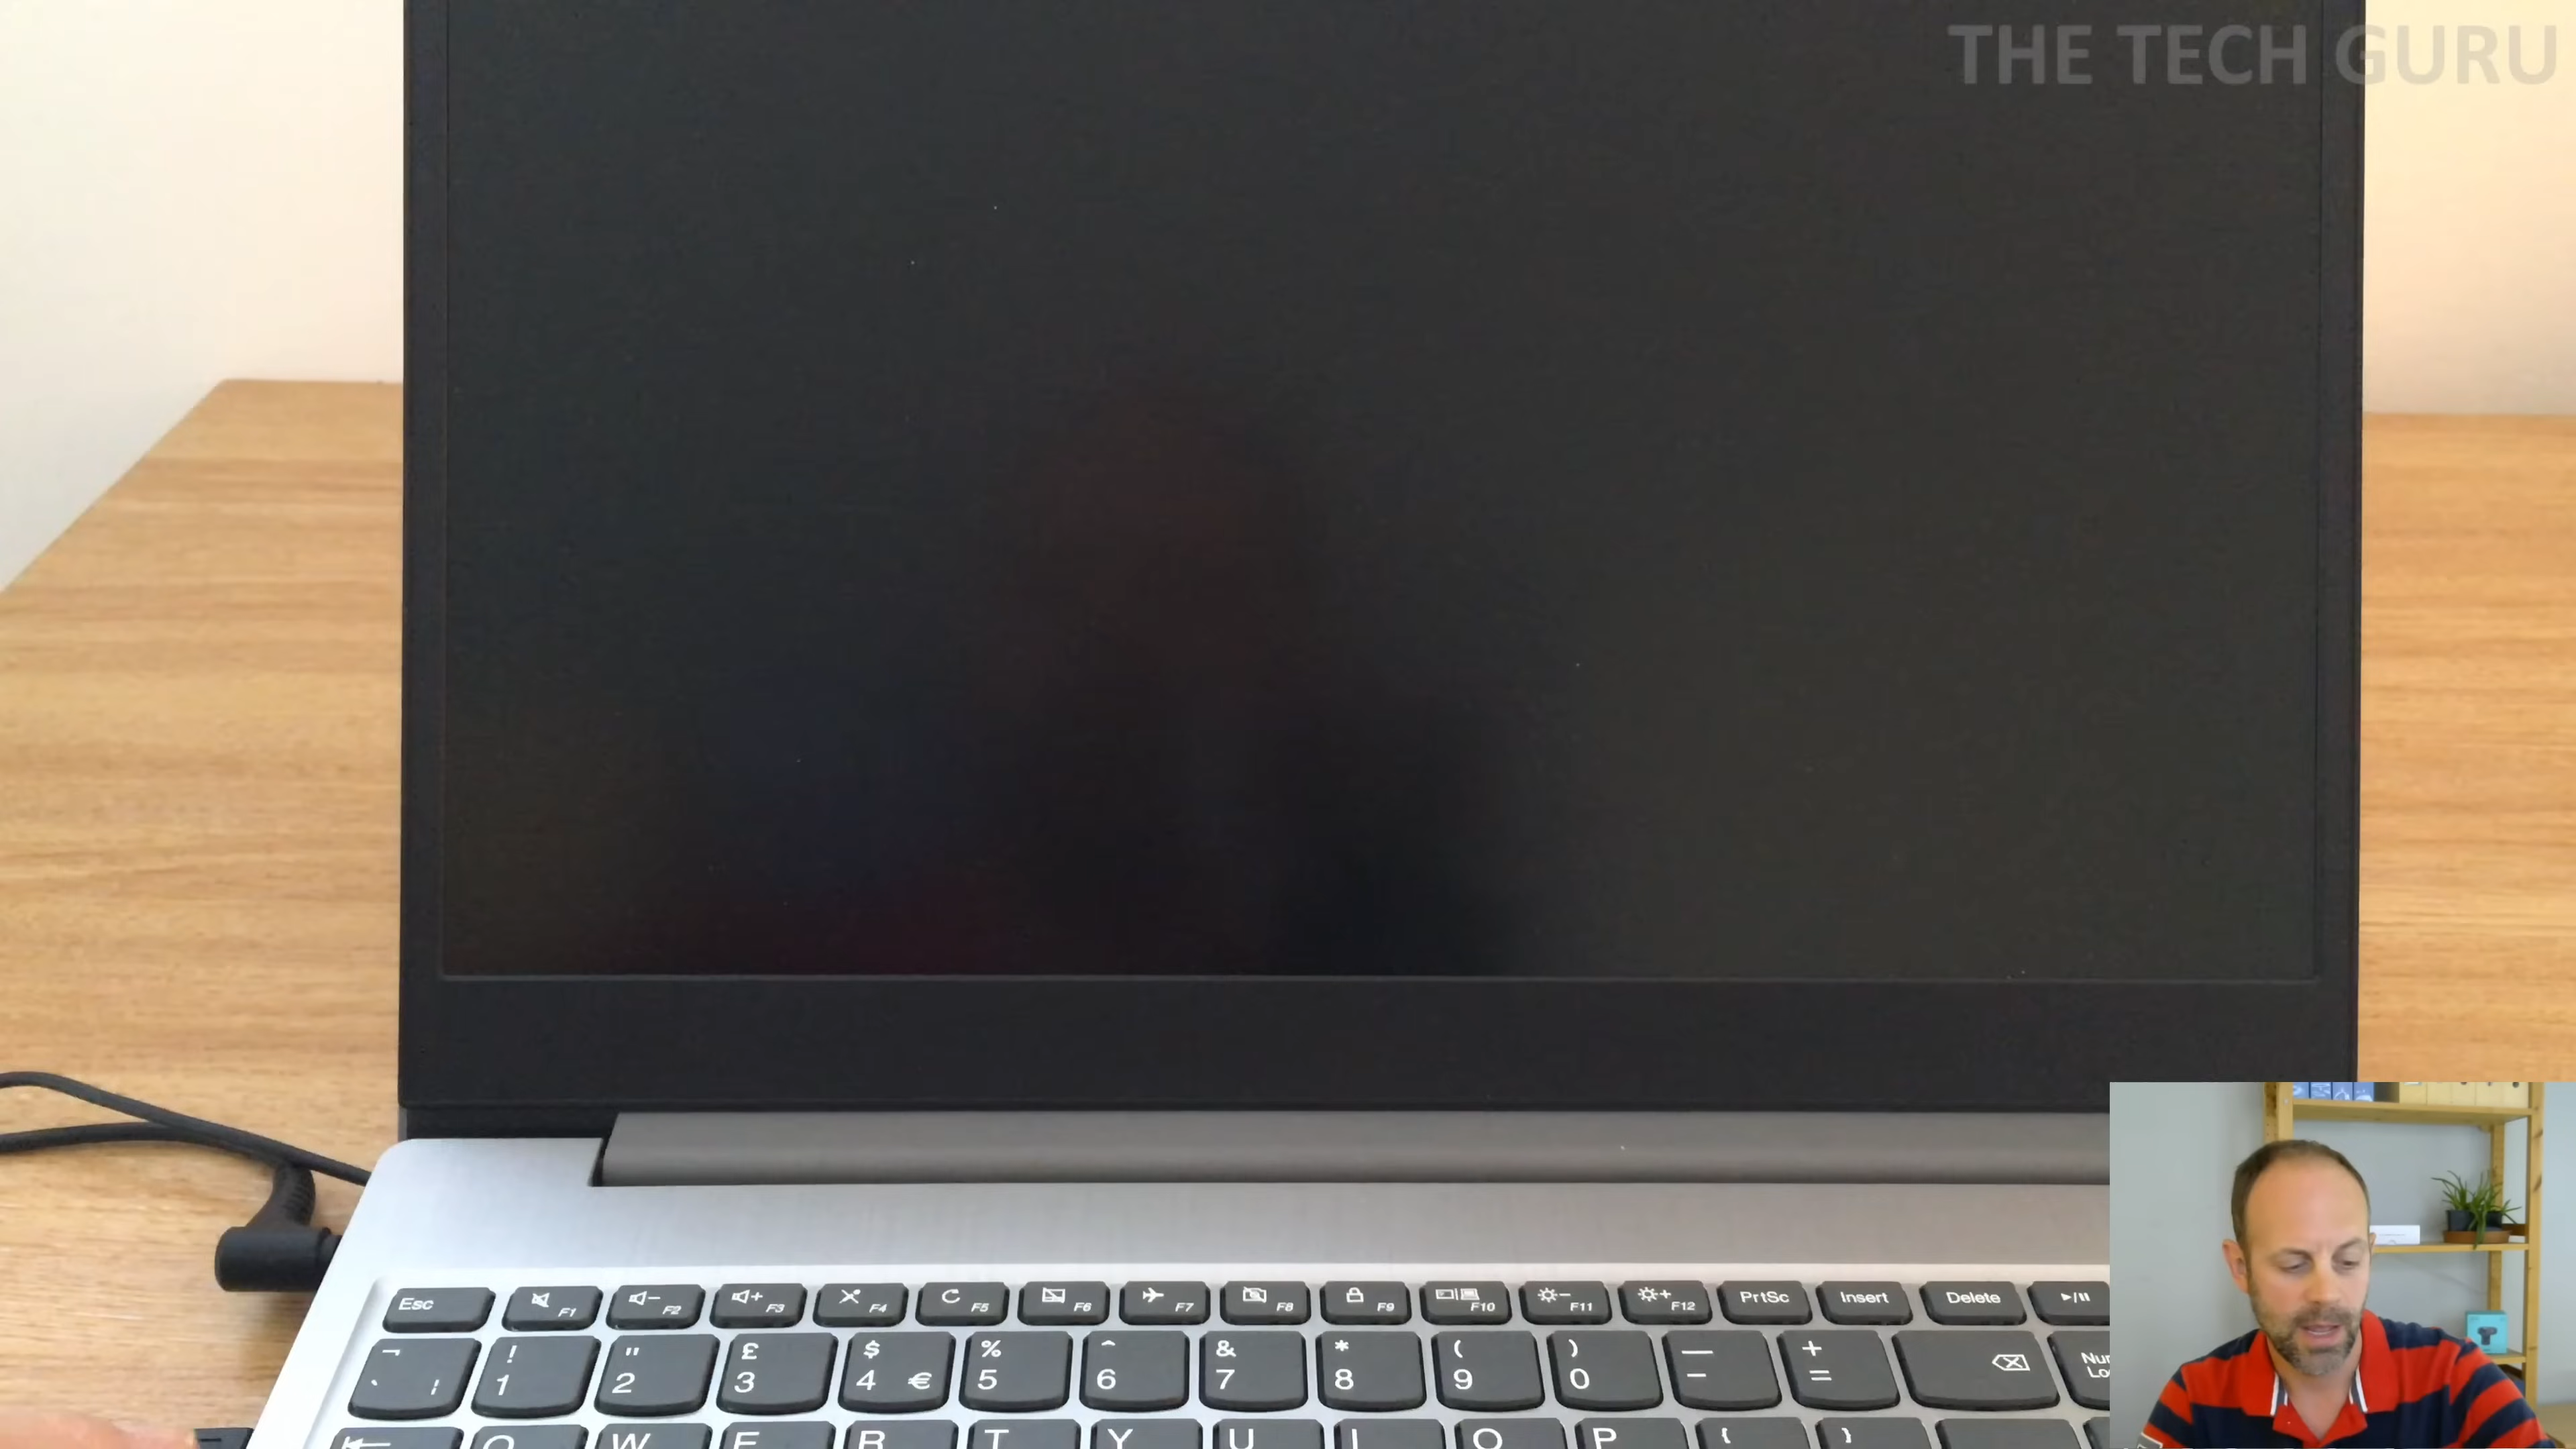 THE TECH GURU
Esc F1 F2 F3 F4 F5 F6 F7 F8 F9 F10 F11 F12 PrtSc Insert Delete
¬ ! " £ $ % ^ & * ( ) — +
` ¦ 1 2 3 4 € 5 6 7 8 9 0 - =
Q W E R T Y U I O P { }